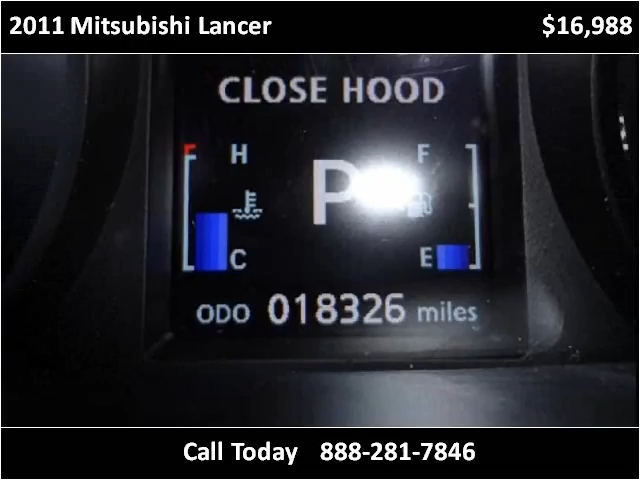 2011 Mitsubishi Lancer $16,988
CLOSE HOOD
H F
P
C E
ODO 018326 miles
Call Today 888-281-7846